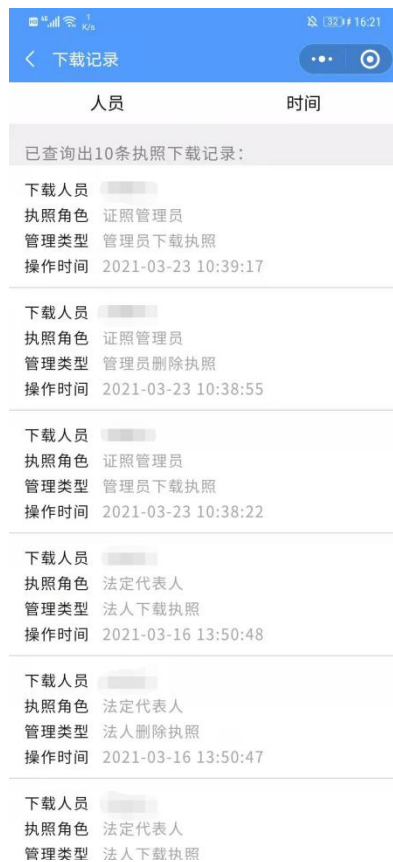 HD 4G 1 K/s 32 16:21
下载记录
人员 时间
已查询出10条执照下载记录：
下载人员
执照角色 证照管理员
管理类型 管理员下载执照
操作时间 2021-03-23 10:39:17
下载人员
执照角色 证照管理员
管理类型 管理员删除执照
操作时间 2021-03-23 10:38:55
下载人员
执照角色 证照管理员
管理类型 管理员下载执照
操作时间 2021-03-23 10:38:22
下载人员
执照角色 法定代表人
管理类型 法人下载执照
操作时间 2021-03-16 13:50:48
下载人员
执照角色 法定代表人
管理类型 法人删除执照
操作时间 2021-03-16 13:50:47
下载人员
执照角色 法定代表人
管理类型 法人下载执照